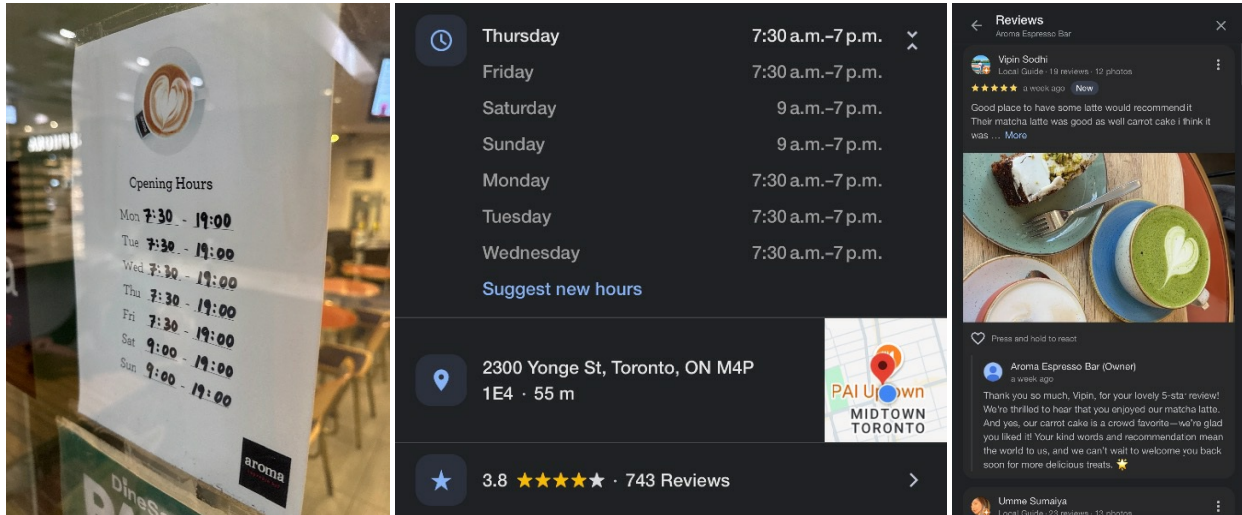 Opening Hours
Mon 7:30 - 19:00
Tue 7:30 - 19:00
Wed 7:30 - 19:00
Thu 7:30 - 19:00
Fri 7:30 - 19:00
Sat 9:00 - 19:00
Sun 9:00 - 19:00
aroma
DineSa
Thursday 7:30 a.m.–7 p.m.
Friday 7:30 a.m.–7 p.m.
Saturday 9 a.m.–7 p.m.
Sunday 9 a.m.–7 p.m.
Monday 7:30 a.m.–7 p.m.
Tuesday 7:30 a.m.–7 p.m.
Wednesday 7:30 a.m.–7 p.m.
Suggest new hours
2300 Yonge St, Toronto, ON M4P
1E4 · 55 m
PAI Up own
MIDTOWN
TORONTO
3.8 · 743 Reviews
Reviews
Aroma Espresso Bar
Vipin Sodhi
Local Guide · 19 reviews · 12 photos
a week ago New
Good place to have some latte would recommend it
Their matcha latte was good as well carrot cake i think it
was ... More
Press and hold to react
Aroma Espresso Bar (Owner)
a week ago
Thank you so much, Vipin, for your lovely 5-star review!
We're thrilled to hear that you enjoyed our matcha latte.
And yes, our carrot cake is a crowd favorite—we're glad
you liked it! Your kind words and recommendation mean
the world to us, and we can't wait to welcome you back
soon for more delicious treats. 🌟
Umme Sumaiya
Local Guide · 23 reviews · 13 photos